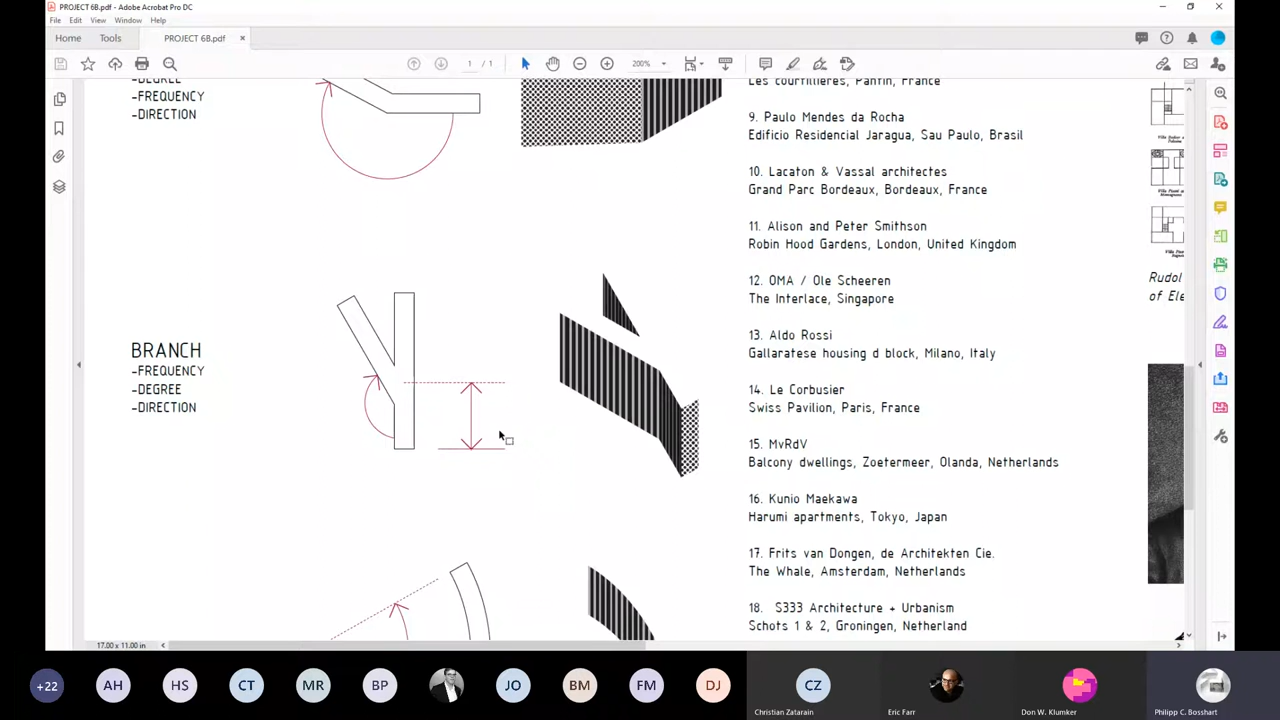 PROJECT 6B.pdf - Adobe Acrobat Pro DC
File Edit View Window Help
Home Tools PROJECT 6B.pdf ×
1 / 1 200%
-DEGREE
-FREQUENCY
-DIRECTION
Les courtillieres, Pantin, France
9. Paulo Mendes da Rocha
Edificio Residencial Jaragua, Sau Paulo, Brasil
10. Lacaton & Vassal architectes
Grand Parc Bordeaux, Bordeaux, France
11. Alison and Peter Smithson
Robin Hood Gardens, London, United Kingdom
12. OMA / Ole Scheeren
The Interlace, Singapore
13. Aldo Rossi
Gallaratese housing d block, Milano, Italy
14. Le Corbusier
Swiss Pavilion, Paris, France
15. MvRdV
Balcony dwellings, Zoetermeer, Olanda, Netherlands
16. Kunio Maekawa
Harumi apartments, Tokyo, Japan
17. Frits van Dongen, de Architekten Cie.
The Whale, Amsterdam, Netherlands
18. S333 Architecture + Urbanism
Schots 1 & 2, Groningen, Netherland
BRANCH
-FREQUENCY
-DEGREE
-DIRECTION
Rudol
of Ele
17.00 x 11.00 in
+22 AH HS CT MR BP JO BM FM DJ CZ
Christian Zatarain Eric Farr Don W. Klumker Philipp C. Bosshart